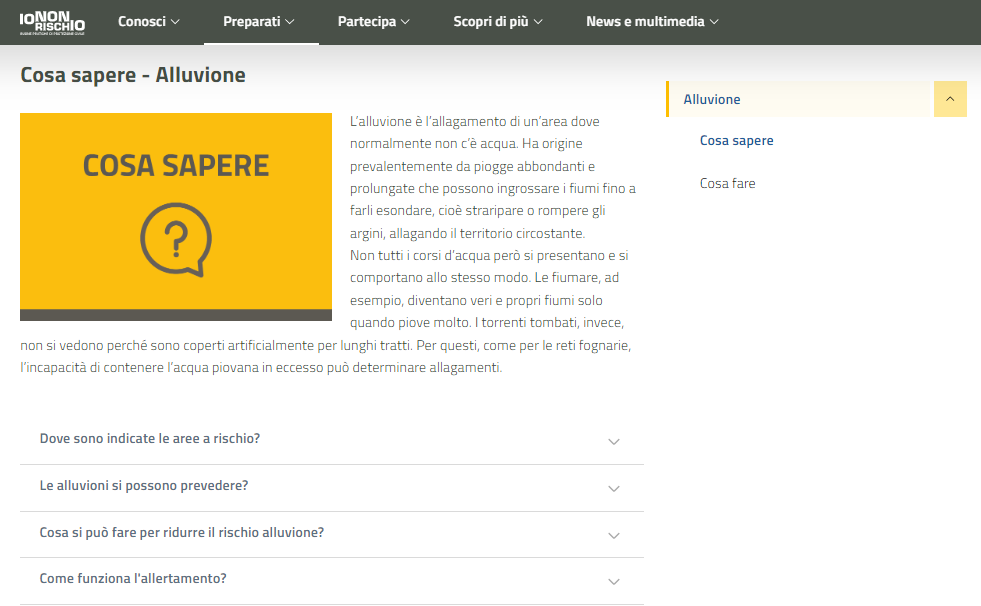 IO NON RISCHIO
BUONE PRATICHE DI PROTEZIONE CIVILE
Conosci
Preparati
Partecipa
Scopri di più
News e multimedia
Cosa sapere - Alluvione
COSA SAPERE
?
L’alluvione è l’allagamento di un’area dove
normalmente non c’è acqua. Ha origine
prevalentemente da piogge abbondanti e
prolungate che possono ingrossare i fiumi fino a
farli esondare, cioè straripare o rompere gli
argini, allagando il territorio circostante.
Non tutti i corsi d’acqua però si presentano e si
comportano allo stesso modo. Le fiumare, ad
esempio, diventano veri e propri fiumi solo
quando piove molto. I torrenti tombati, invece,
non si vedono perché sono coperti artificialmente per lunghi tratti. Per questi, come per le reti fognarie,
l’incapacità di contenere l’acqua piovana in eccesso può determinare allagamenti.
Dove sono indicate le aree a rischio?
Le alluvioni si possono prevedere?
Cosa si può fare per ridurre il rischio alluvione?
Come funziona l'allertamento?
Alluvione
Cosa sapere
Cosa fare